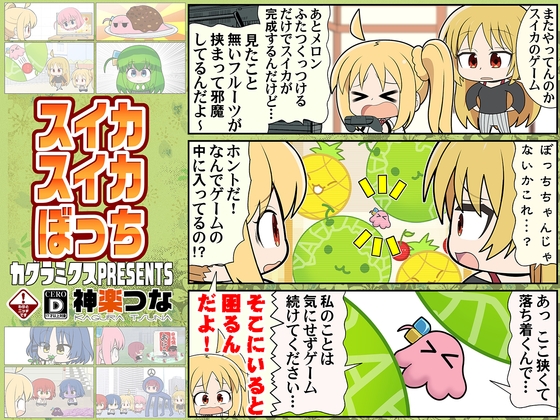 スイカ
スイカ
ぼっち
カグラミクスPRESENTS
CERO
D
神楽つな
KAGURA TSUNA
またやってんのか
スイカのゲーム
あとメロン
ふたつくっつける
だけでスイカが
完成するんだけど…
見たこと
無いフルーツが
挟まって邪魔
してるんだよ〜
ぼっちちゃんじゃ
ないかこれ…?
ホントだ!
なんでゲームの
中に入ってるの!?
あっ ここ狭くて
落ち着くんで…
私のことは
気にせずゲーム
続けてください…
そこにいると
困るん
だよ!